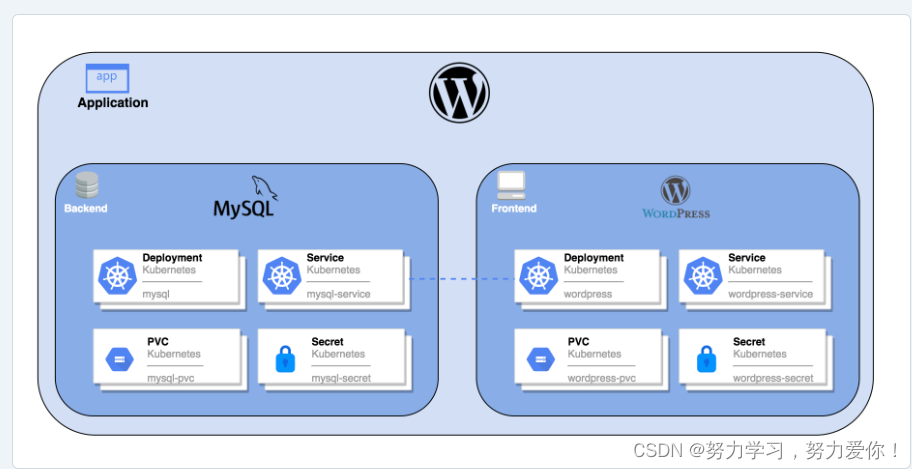 app
Application
W
Backend
MySQL
Deployment
Kubernetes
mysql
Service
Kubernetes
mysql-service
PVC
Kubernetes
mysql-pvc
Secret
Kubernetes
mysql-secret
Frontend
W
WORDPRESS
Deployment
Kubernetes
wordpress
Service
Kubernetes
wordpress-service
PVC
Kubernetes
wordpress-pvc
Secret
Kubernetes
wordpress-secret
CSDN @努力学习，努力爱你！